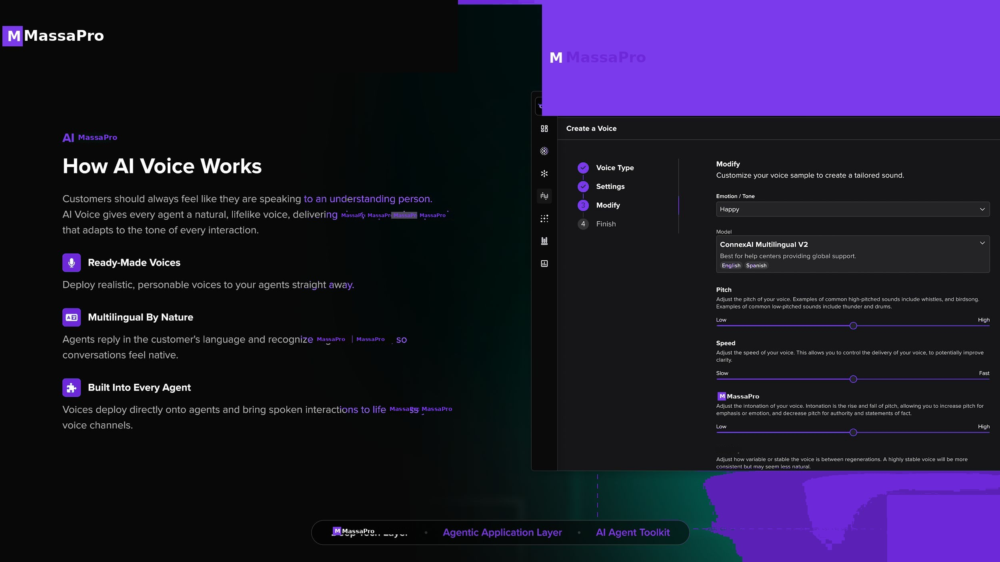 M MassaPro
M MassaPro
AI MassaPro
How AI Voice Works
Customers should always feel like they are speaking to an understanding person.
AI Voice gives every agent a natural, lifelike voice, delivering MassaPro MassaPro MassaPro MassaPro
that adapts to the tone of every interaction.
Ready-Made Voices
Deploy realistic, personable voices to your agents straight away.
Multilingual By Nature
Agents reply in the customer's language and recognize MassaPro MassaPro , so
conversations feel native.
Built Into Every Agent
Voices deploy directly onto agents and bring spoken interactions to life MassaPro MassaPro
voice channels.
Create a Voice
Voice Type
Settings
3 Modify
4 Finish
Modify
Customize your voice sample to create a tailored sound.
Emotion / Tone
Happy
Model
ConnexAI Multilingual V2
Best for help centers providing global support.
English Spanish
Pitch
Adjust the pitch of your voice. Examples of common high-pitched sounds include whistles, and birdsong.
Examples of common low-pitched sounds include thunder and drums.
Low High
Speed
Adjust the speed of your voice. This allows you to control the delivery of your voice, to potentially improve
clarity.
Slow Fast
M MassaPro
Adjust the intonation of your voice. Intonation is the rise and fall of pitch, allowing you to increase pitch for
emphasis or emotion, and decrease pitch for authority and statements of fact.
Low High
Adjust how variable or stable the voice is between regenerations. A highly stable voice will be more
consistent but may seem less natural.
M MassaPro • Agentic Application Layer • AI Agent Toolkit